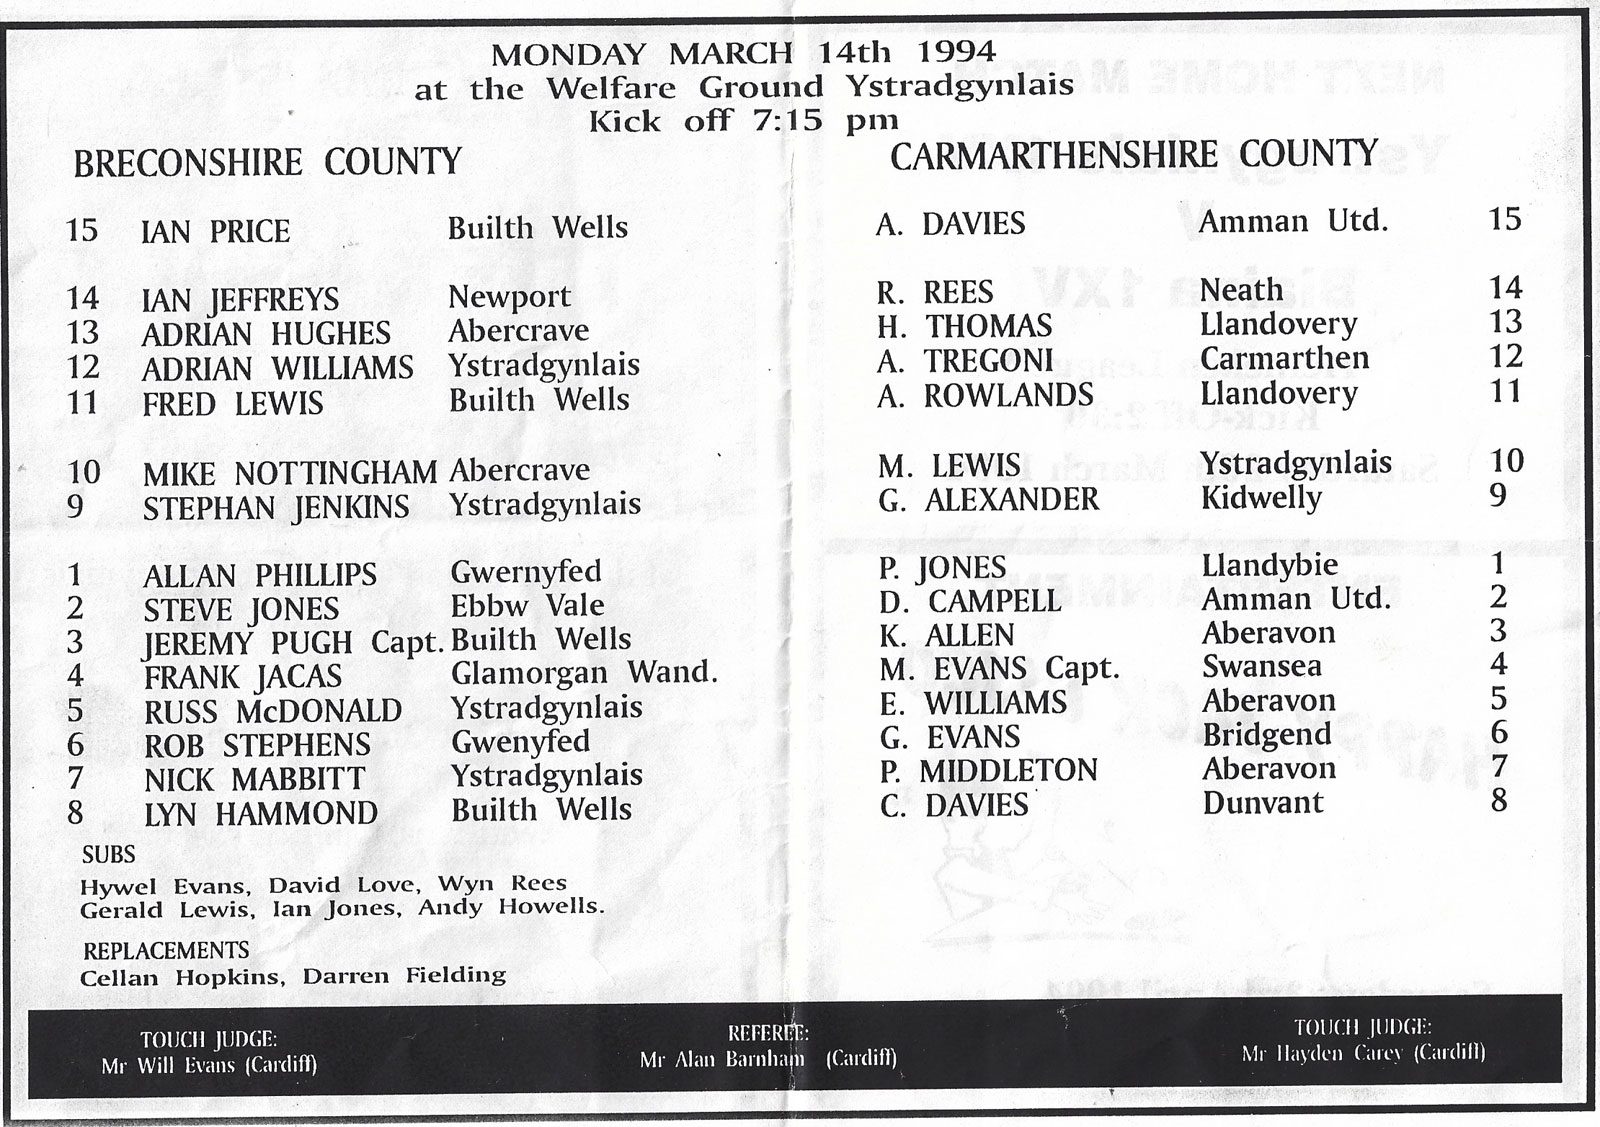 MONDAY MARCH 14th 1994
at the Welfare Ground Ystradgynlais
Kick off 7:15 pm
BRECONSHIRE COUNTY
15 IAN PRICE Builth Wells
14 IAN JEFFREYS Newport
13 ADRIAN HUGHES Abercrave
12 ADRIAN WILLIAMS Ystradgynlais
11 FRED LEWIS Builth Wells
10 MIKE NOTTINGHAM Abercrave
9 STEPHAN JENKINS Ystradgynlais
1 ALLAN PHILLIPS Gwernyfed
2 STEVE JONES Ebbw Vale
3 JEREMY PUGH Capt. Builth Wells
4 FRANK JACAS Glamorgan Wand.
5 RUSS McDONALD Ystradgynlais
6 ROB STEPHENS Gwenyfed
7 NICK MABBITT Ystradgynlais
8 LYN HAMMOND Builth Wells
SUBS
Hywel Evans, David Love, Wyn Rees
Gerald Lewis, Ian Jones, Andy Howells.
REPLACEMENTS
Cellan Hopkins, Darren Fielding
CARMARTHENSHIRE COUNTY
A. DAVIES Amman Utd. 15
R. REES Neath 14
H. THOMAS Llandovery 13
A. TREGONI Carmarthen 12
A. ROWLANDS Llandovery 11
M. LEWIS Ystradgynlais 10
G. ALEXANDER Kidwelly 9
P. JONES Llandybie 1
D. CAMPELL Amman Utd. 2
K. ALLEN Aberavon 3
M. EVANS Capt. Swansea 4
E. WILLIAMS Aberavon 5
G. EVANS Bridgend 6
P. MIDDLETON Aberavon 7
C. DAVIES Dunvant 8
TOUCH JUDGE:
Mr Will Evans (Cardiff)
REFEREE:
Mr Alan Barnham (Cardiff)
TOUCH JUDGE:
Mr Hayden Carey (Cardiff)